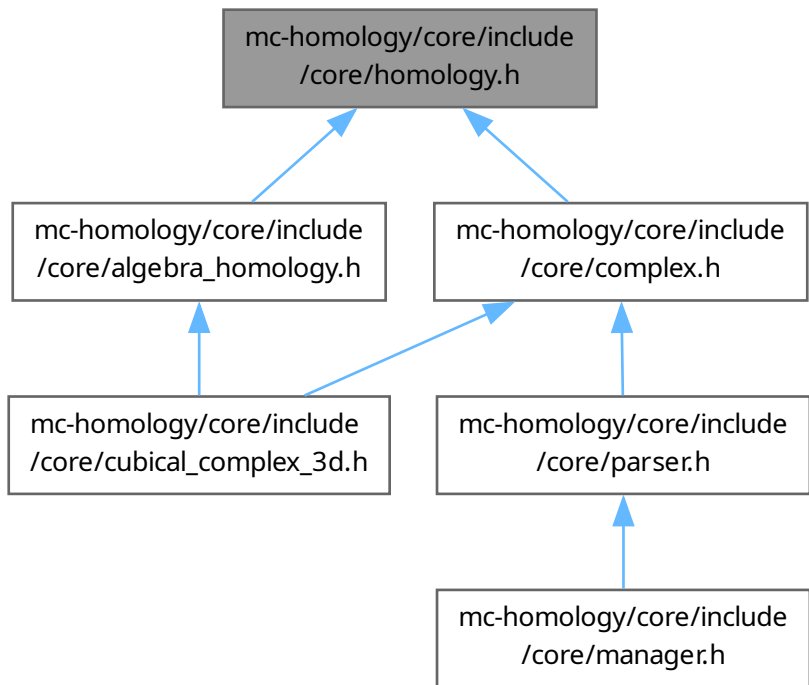 mc-homology/core/include
/core/homology.h
mc-homology/core/include
/core/algebra_homology.h
mc-homology/core/include
/core/complex.h
mc-homology/core/include
/core/cubical_complex_3d.h
mc-homology/core/include
/core/parser.h
mc-homology/core/include
/core/manager.h